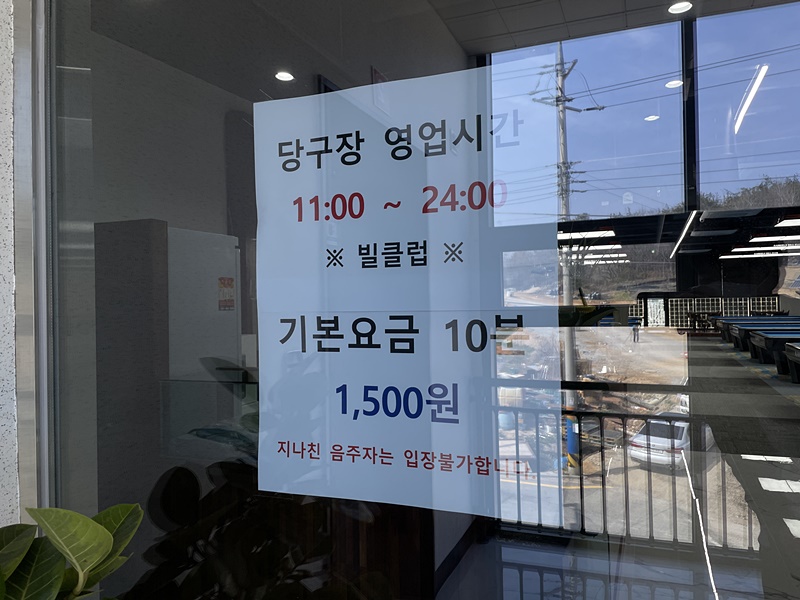 당구장 영업시간
11:00 ~ 24:00
※ 빌클럽 ※
기본요금 10분
1,500원
지나친 음주자는 입장불가합니다